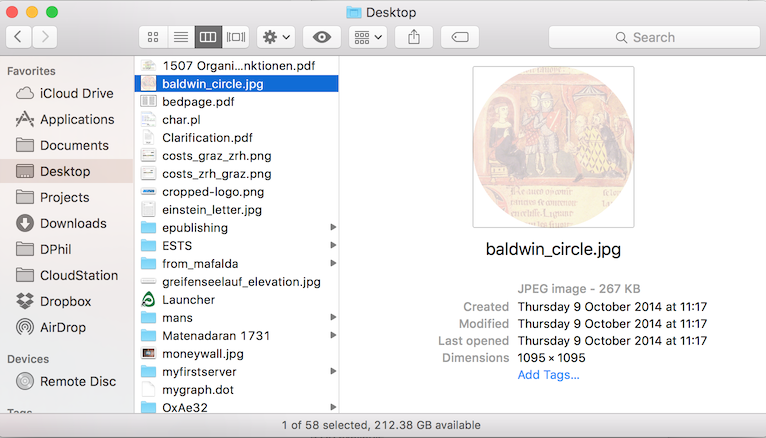 Desktop
Search
Favorites
iCloud Drive
Applications
Documents
Desktop
Projects
Downloads
DPhil
CloudStation
Dropbox
AirDrop
Devices
Remote Disc
Tags
1507 Organi...nktionen.pdf
baldwin_circle.jpg
bedpage.pdf
char.pl
Clarification.pdf
costs_graz_zrh.png
costs_zrh_graz.png
cropped-logo.png
einstein_letter.jpg
epublishing
ESTS
from_mafalda
greifenseelauf_elevation.jpg
Launcher
mans
Matenadaran 1731
moneywall.jpg
myfirstserver
mygraph.dot
OxAe32
baldwin_circle.jpg
JPEG image - 267 KB
Created Thursday 9 October 2014 at 11:17
Modified Thursday 9 October 2014 at 11:17
Last opened Thursday 9 October 2014 at 11:17
Dimensions 1095 × 1095
Add Tags...
1 of 58 selected, 212.38 GB available